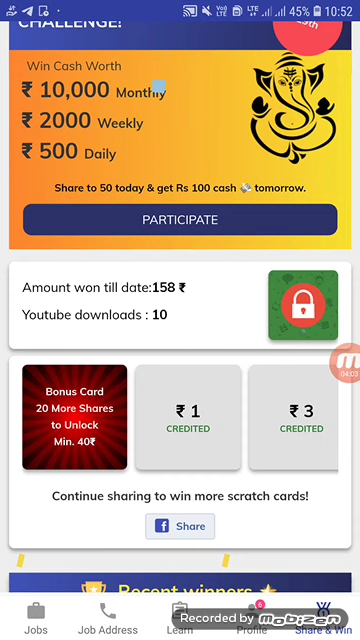 LTE 45% 10:52
CHALLENGE!
Win Cash Worth
₹ 10,000 Monthly
₹ 2000 Weekly
₹ 500 Daily
Share to 50 today & get Rs 100 cash 💸 tomorrow.
PARTICIPATE
Amount won till date:158 ₹
Youtube downloads : 10
04:03
Bonus Card
20 More Shares
to Unlock
Min. 40₹
₹ 1
CREDITED
₹ 3
CREDITED
Continue sharing to win more scratch cards!
Share
Recent winners
6
Jobs
Job Address
Learn
Profile
Share & Win
Recorded by mobizen